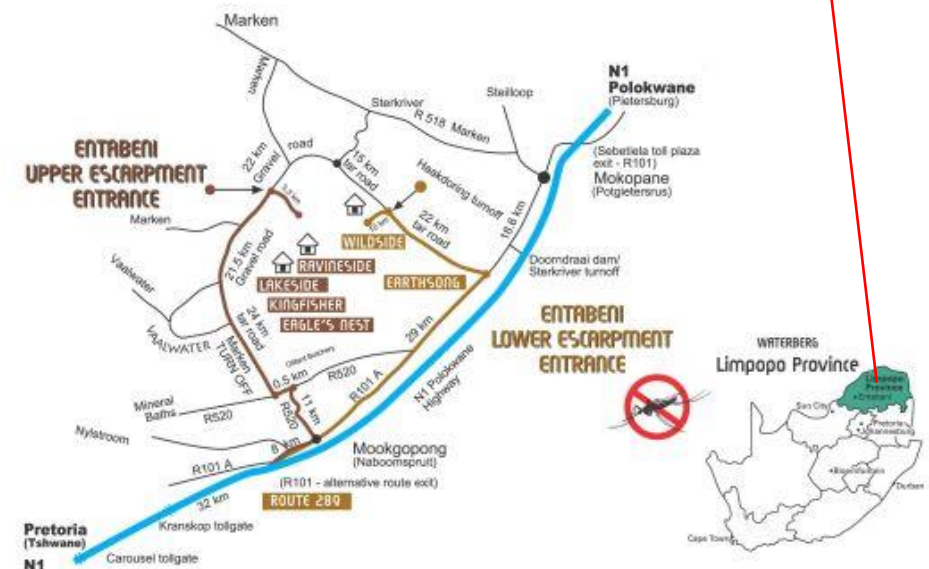 Marken
Marken
N1
Polokwane
(Pietersburg)
Steilloop
Sterkriver
R 518 Marken
(Sebetiela toll plaza
exit - R101)
Mokopane
(Potgietersrus)
ENTABENI
UPPER ESCARPMENT
ENTRANCE
22 km
Gravel road
15 km
tar road
Haakdoring turnoff
3.3 km
10 km
22 km
tar road
18.6 km
Marken
WILDSIDE
RAVINESIDE
LAKESIDE
KINGFISHER
EAGLE'S NEST
EARTHSONG
Doorndraai dam/
Sterkriver turnoff
21.5 km
Gravel road
Vaalwater
VAALWATER
24 km
tar road
Marken
TURN OFF
ENTABENI
LOWER ESCARPMENT
ENTRANCE
29 km
R101 A
N1 Polokwane
Highway
0.5 km
R520
11 km
R520
Mineral
Baths
R520
Nylstroom
8 km
R101 A
Mookgopong
(Naboomspruit)
(R101 - alternative route exit)
ROUTE 289
32 km
Kranskop tollgate
Pretoria
(Tshwane)
N1
Carousel tollgate
WATERBERG
Limpopo Province
Limpopo
Province
Entabeni
Sun City
Pretoria
Johannesburg
Bloemfontein
Durban
Cape Town